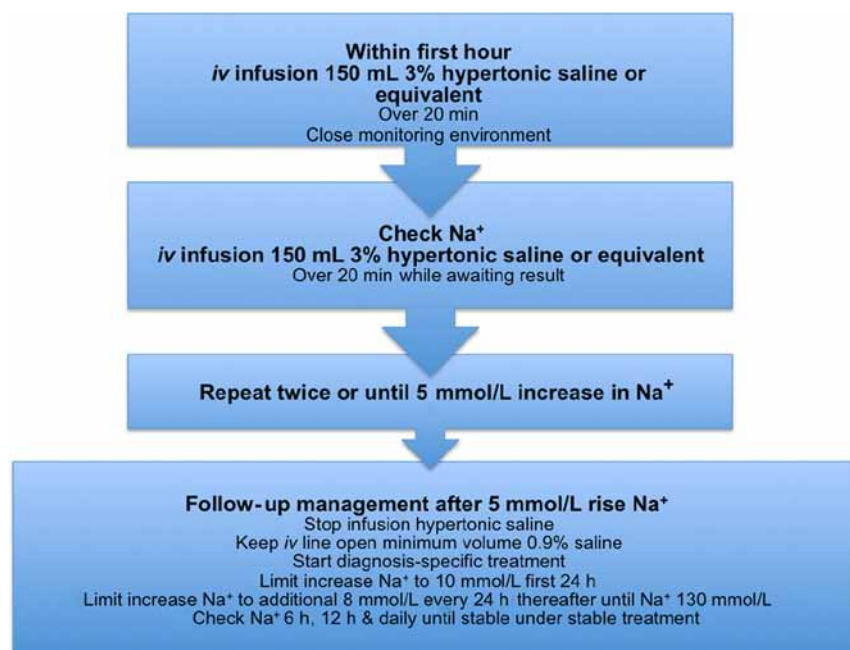 Within first hour
iv infusion 150 mL 3% hypertonic saline or
equivalent
Over 20 min
Close monitoring environment
Check Na⁺
iv infusion 150 mL 3% hypertonic saline or equivalent
Over 20 min while awaiting result
Repeat twice or until 5 mmol/L increase in Na⁺
Follow-up management after 5 mmol/L rise Na⁺
Stop infusion hypertonic saline
Keep iv line open minimum volume 0.9% saline
Start diagnosis-specific treatment
Limit increase Na⁺ to 10 mmol/L first 24 h
Limit increase Na⁺ to additional 8 mmol/L every 24 h thereafter until Na⁺ 130 mmol/L
Check Na⁺ 6 h, 12 h & daily until stable under stable treatment